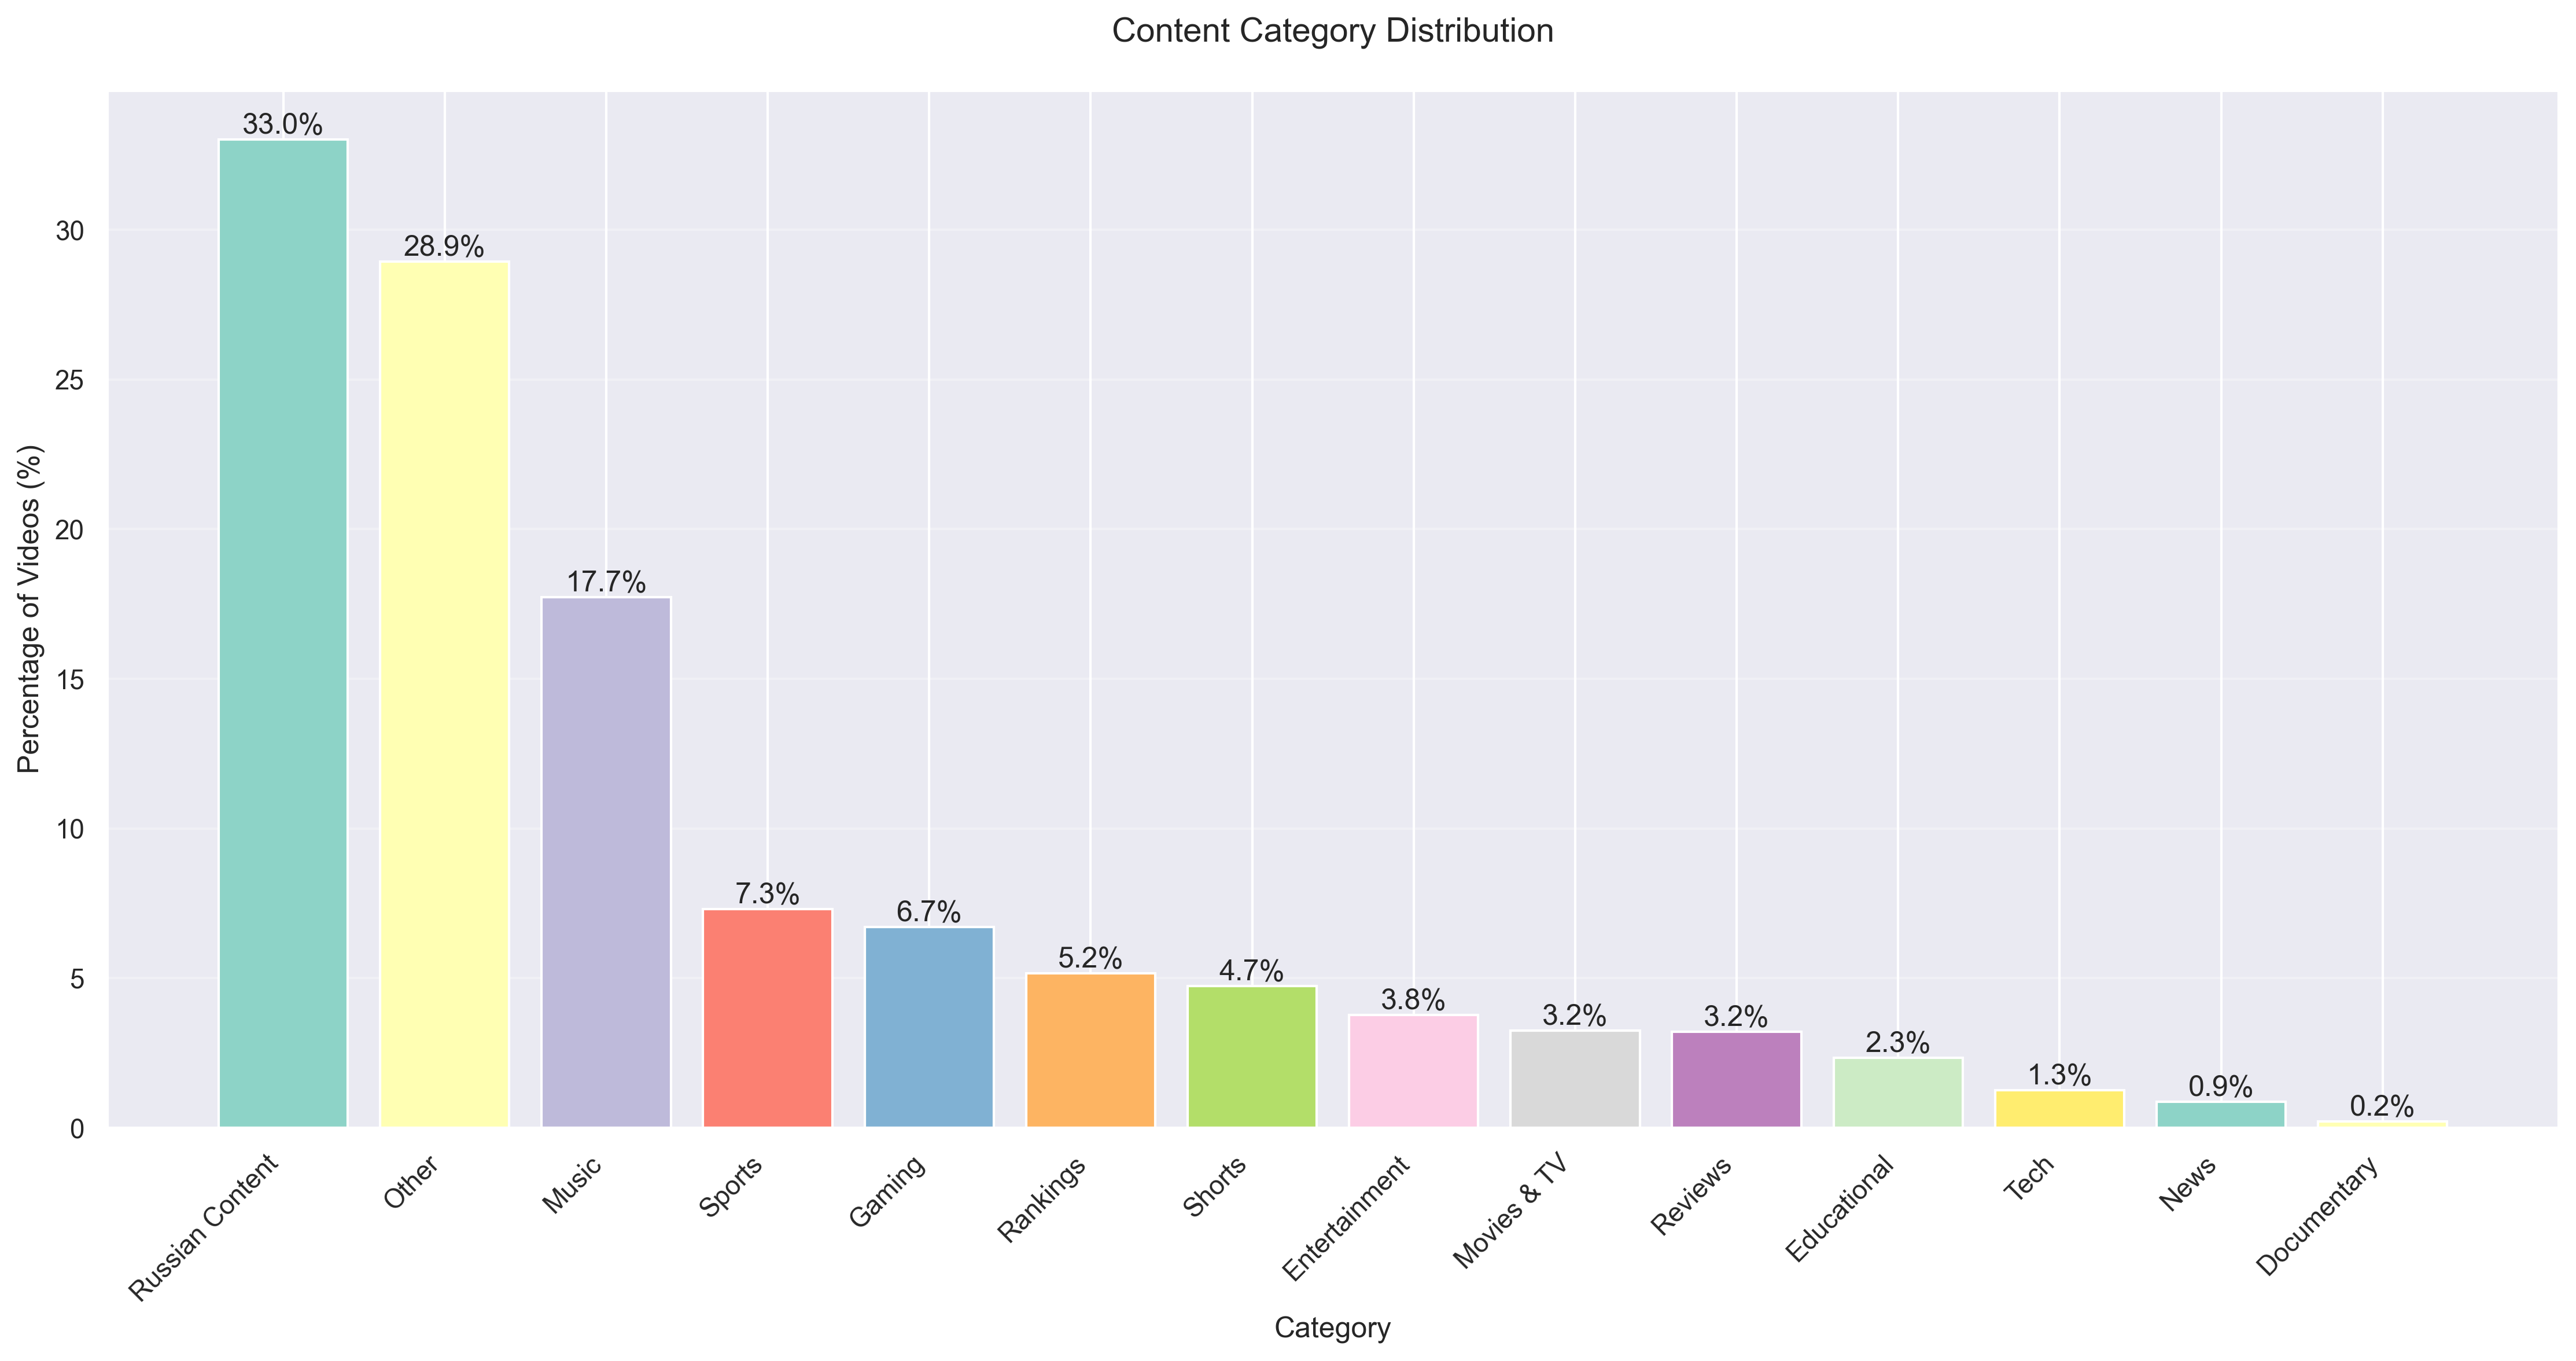 Content Category Distribution
Percentage of Videos (%)
30
25
20
15
10
5
0
33.0%
28.9%
17.7%
7.3%
6.7%
5.2%
4.7%
3.8%
3.2%
3.2%
2.3%
1.3%
0.9%
0.2%
Russian Content
Other
Music
Sports
Gaming
Rankings
Shorts
Entertainment
Movies & TV
Reviews
Educational
Tech
News
Documentary
Category